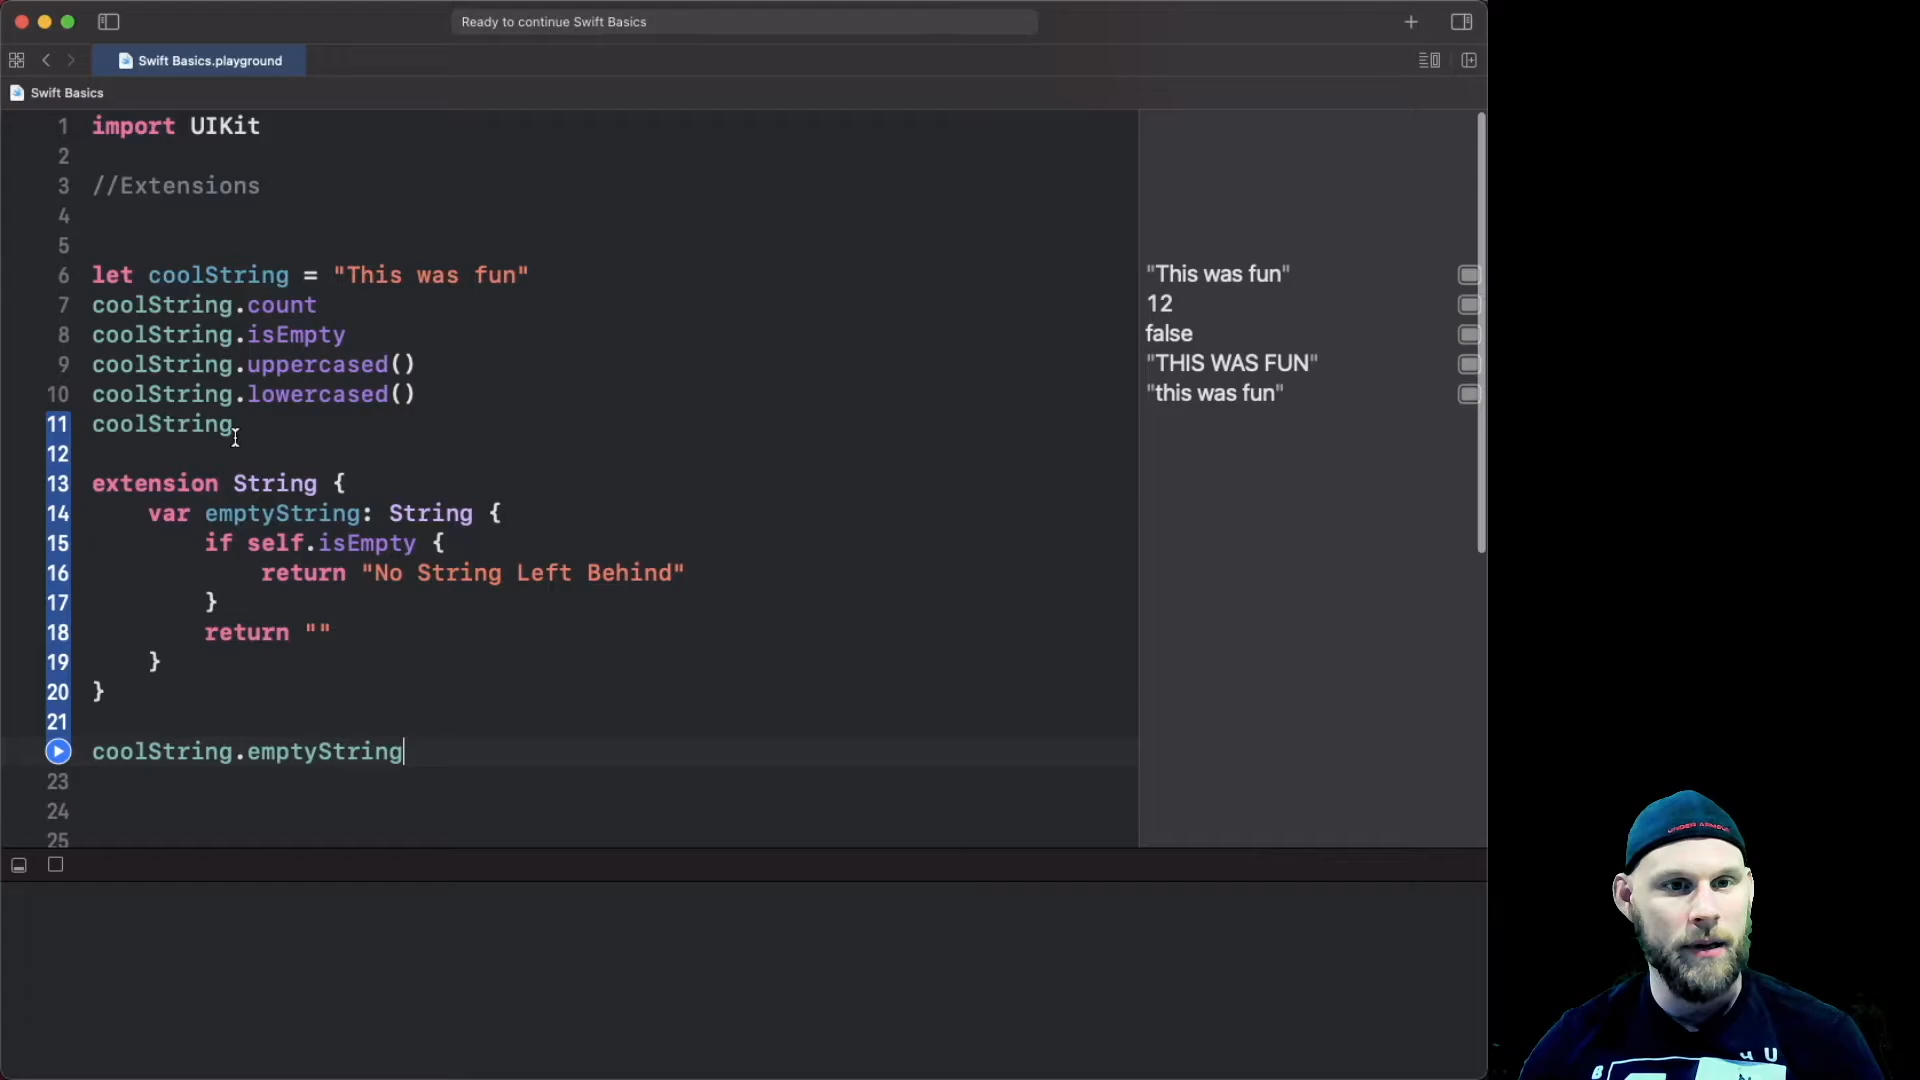 Ready to continue Swift Basics
Swift Basics.playground
Swift Basics
1 import UIKit
2
3 //Extensions
4
5
6 let coolString = "This was fun"
"This was fun"
7 coolString.count
12
8 coolString.isEmpty
false
9 coolString.uppercased()
"THIS WAS FUN"
10 coolString.lowercased()
"this was fun"
11 coolString
12
13 extension String {
14 var emptyString: String {
15 if self.isEmpty {
16 return "No String Left Behind"
17 }
18 return ""
19 }
20 }
21
coolString.emptyString
23
24
25
UNDER ARMOUR